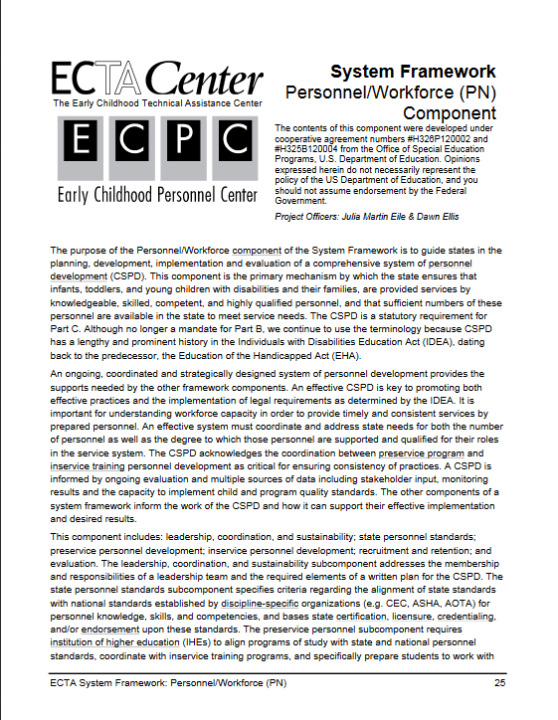 ECTA Center
The Early Childhood Technical Assistance Center
E C P C
Early Childhood Personnel Center
System Framework
Personnel/Workforce (PN)
Component
The contents of this component were developed under
cooperative agreement numbers #H326P120002 and
#H325B120004 from the Office of Special Education
Programs, U.S. Department of Education. Opinions
expressed herein do not necessarily represent the
policy of the US Department of Education, and you
should not assume endorsement by the Federal
Government.
Project Officers: Julia Martin Eile & Dawn Ellis
The purpose of the Personnel/Workforce component of the System Framework is to guide states in the
planning, development, implementation and evaluation of a comprehensive system of personnel
development (CSPD). This component is the primary mechanism by which the state ensures that
infants, toddlers, and young children with disabilities and their families, are provided services by
knowledgeable, skilled, competent, and highly qualified personnel, and that sufficient numbers of these
personnel are available in the state to meet service needs. The CSPD is a statutory requirement for
Part C. Although no longer a mandate for Part B, we continue to use the terminology because CSPD
has a lengthy and prominent history in the Individuals with Disabilities Education Act (IDEA), dating
back to the predecessor, the Education of the Handicapped Act (EHA).
An ongoing, coordinated and strategically designed system of personnel development provides the
supports needed by the other framework components. An effective CSPD is key to promoting both
effective practices and the implementation of legal requirements as determined by the IDEA. It is
important for understanding workforce capacity in order to provide timely and consistent services by
prepared personnel. An effective system must coordinate and address state needs for both the number
of personnel as well as the degree to which those personnel are supported and qualified for their roles
in the service system. The CSPD acknowledges the coordination between preservice program and
inservice training personnel development as critical for ensuring consistency of practices. A CSPD is
informed by ongoing evaluation and multiple sources of data including stakeholder input, monitoring
results and the capacity to implement child and program quality standards. The other components of a
system framework inform the work of the CSPD and how it can support their effective implementation
and desired results.
This component includes: leadership, coordination, and sustainability; state personnel standards;
preservice personnel development; inservice personnel development; recruitment and retention; and
evaluation. The leadership, coordination, and sustainability subcomponent addresses the membership
and responsibilities of a leadership team and the required elements of a written plan for the CSPD. The
state personnel standards subcomponent specifies criteria regarding the alignment of state standards
with national standards established by discipline-specific organizations (e.g. CEC, ASHA, AOTA) for
personnel knowledge, skills, and competencies, and bases state certification, licensure, credentialing,
and/or endorsement upon these standards. The preservice personnel subcomponent requires
institution of higher education (IHEs) to align programs of study with state and national personnel
standards, coordinate with inservice training programs, and specifically prepare students to work with
ECTA System Framework: Personnel/Workforce (PN) 25